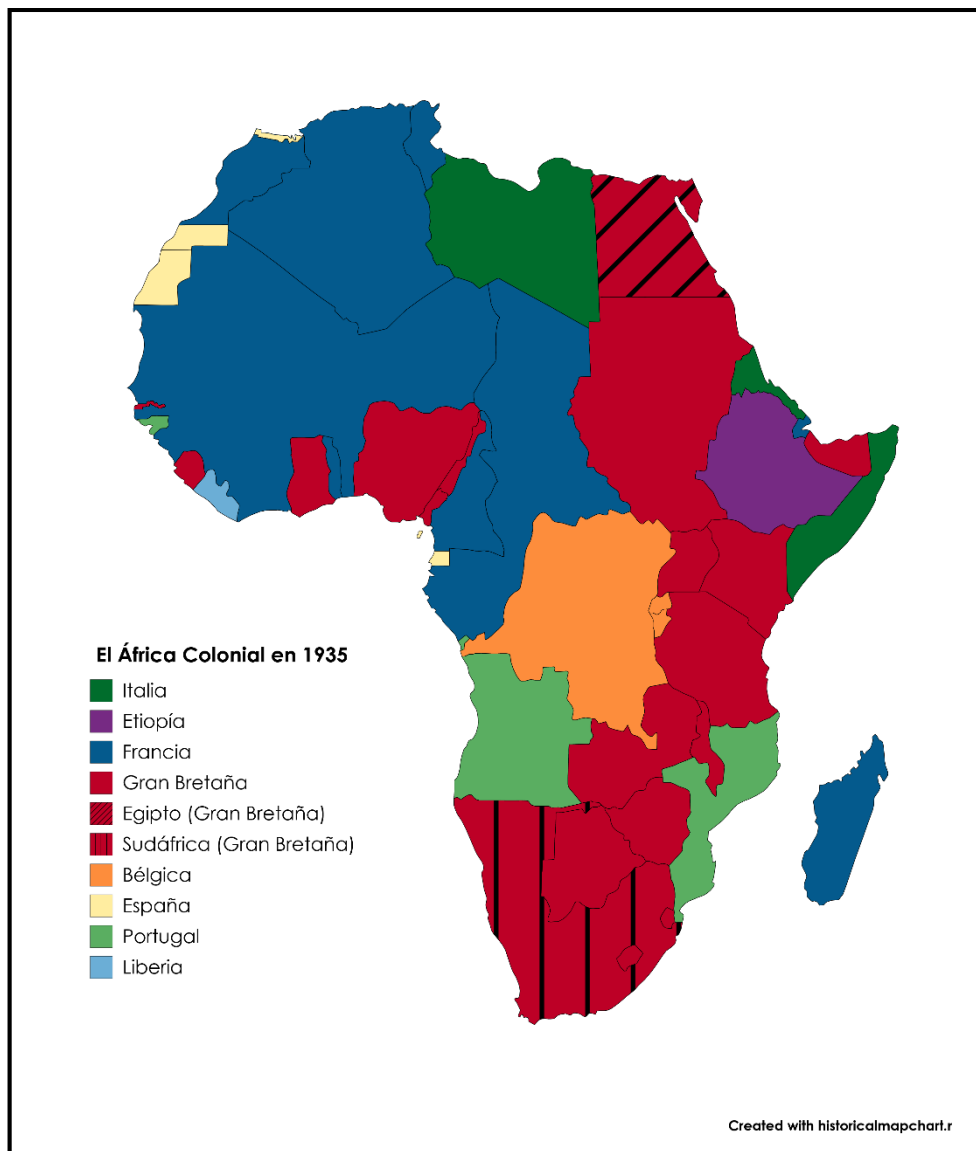 El África Colonial en 1935
Italia
Etiopía
Francia
Gran Bretaña
Egipto (Gran Bretaña)
Sudáfrica (Gran Bretaña)
Bélgica
España
Portugal
Liberia
Created with historicalmapchart.r